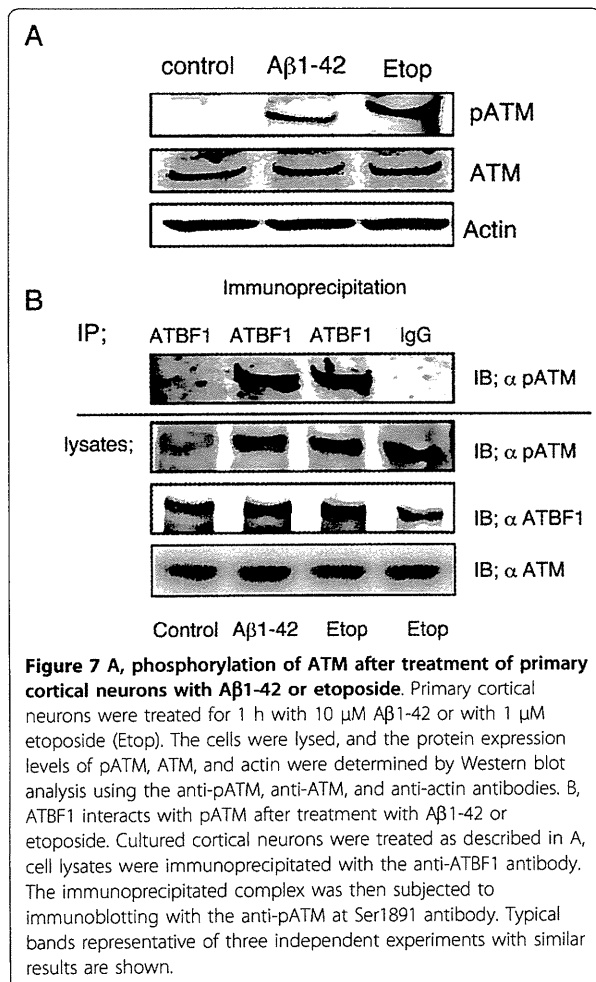 A
control Aβ1-42 Etop
pATM
ATM
Actin
Immunoprecipitation
B
IP; ATBF1 ATBF1 ATBF1 IgG
IB; α pATM
lysates;
IB; α pATM
IB; α ATBF1
IB; α ATM
Control Aβ1-42 Etop Etop
Figure 7 A, phosphorylation of ATM after treatment of primary
cortical neurons with Aβ1-42 or etoposide. Primary cortical
neurons were treated for 1 h with 10 μM Aβ1-42 or with 1 μM
etoposide (Etop). The cells were lysed, and the protein expression
levels of pATM, ATM, and actin were determined by Western blot
analysis using the anti-pATM, anti-ATM, and anti-actin antibodies. B,
ATBF1 interacts with pATM after treatment with Aβ1-42 or
etoposide. Cultured cortical neurons were treated as described in A,
cell lysates were immunoprecipitated with the anti-ATBF1 antibody.
The immunoprecipitated complex was then subjected to
immunoblotting with the anti-pATM at Ser1891 antibody. Typical
bands representative of three independent experiments with similar
results are shown.